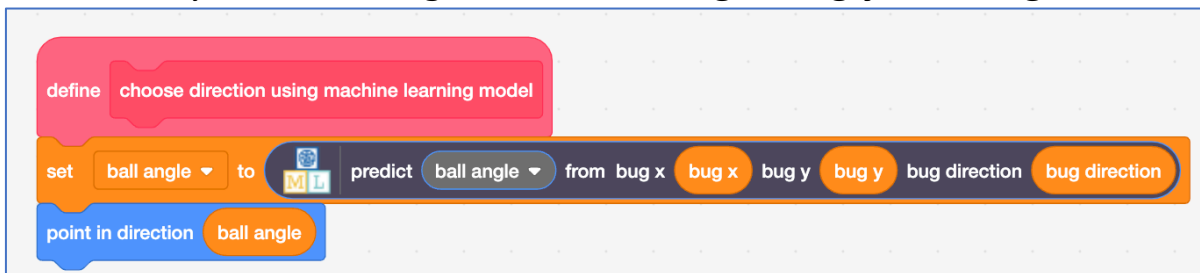 define choose direction using machine learning model
set ball angle to ML predict ball angle from bug x bug x bug y bug y bug direction bug direction
point in direction ball angle